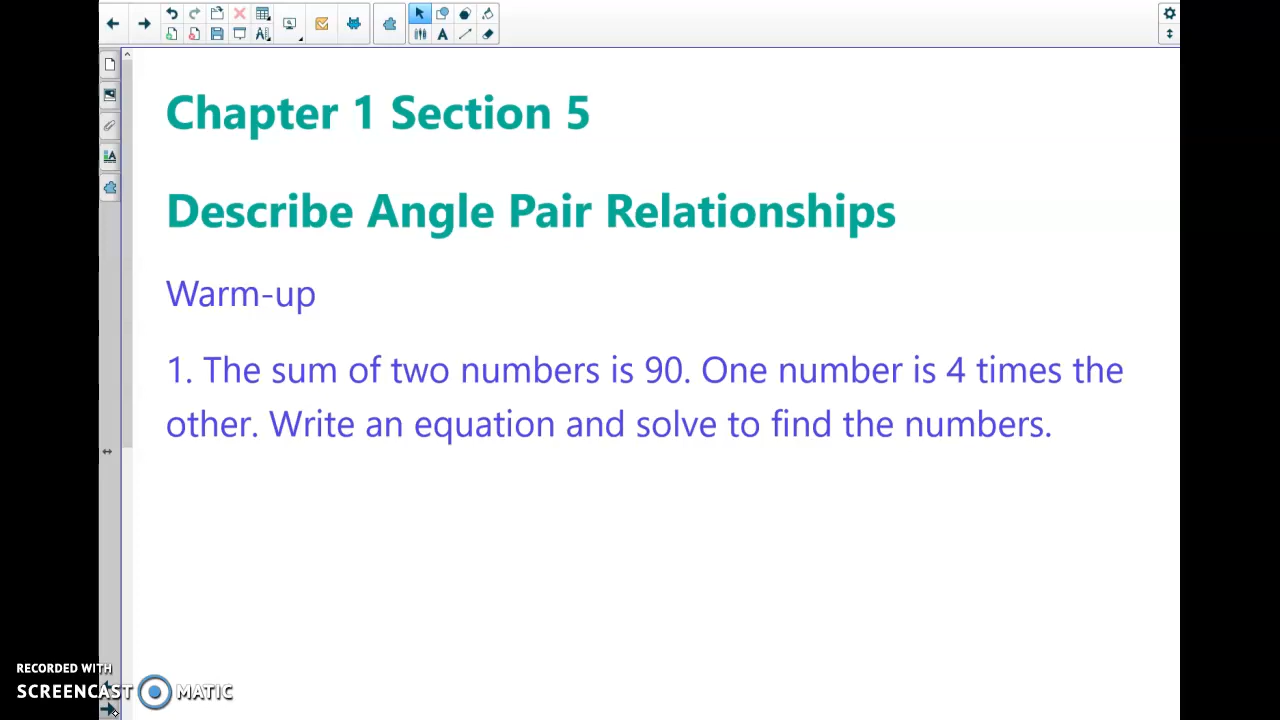 Chapter 1 Section 5
Describe Angle Pair Relationships
Warm-up
1. The sum of two numbers is 90. One number is 4 times the
other. Write an equation and solve to find the numbers.
RECORDED WITH
SCREENCAST MATIC